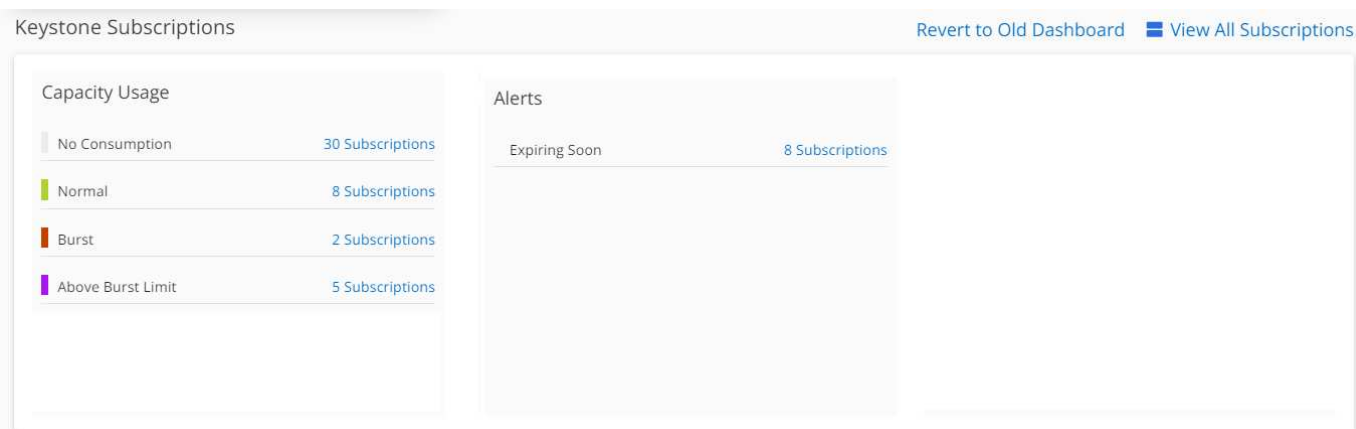 Keystone Subscriptions
Revert to Old Dashboard View All Subscriptions
Capacity Usage
No Consumption 30 Subscriptions
Normal 8 Subscriptions
Burst 2 Subscriptions
Above Burst Limit 5 Subscriptions
Alerts
Expiring Soon 8 Subscriptions